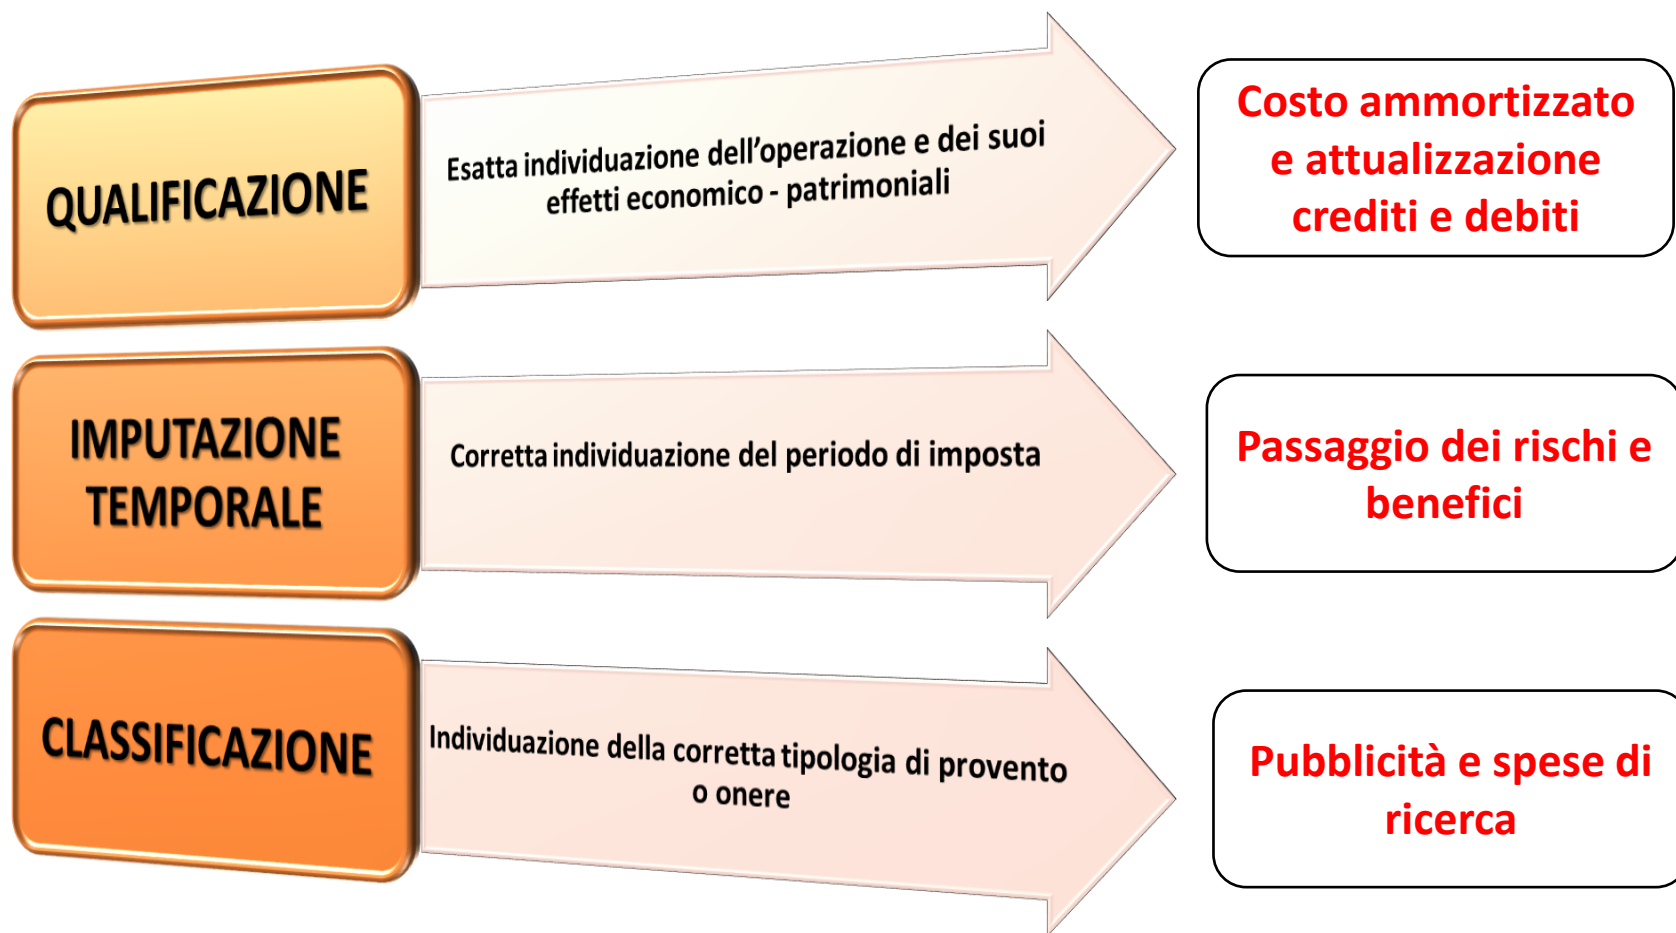 QUALIFICAZIONE
Esatta individuazione dell’operazione e dei suoi
effetti economico - patrimoniali
Costo ammortizzato
e attualizzazione
crediti e debiti
IMPUTAZIONE
TEMPORALE
Corretta individuazione del periodo di imposta
Passaggio dei rischi e
benefici
CLASSIFICAZIONE
Individuazione della corretta tipologia di provento
o onere
Pubblicità e spese di
ricerca